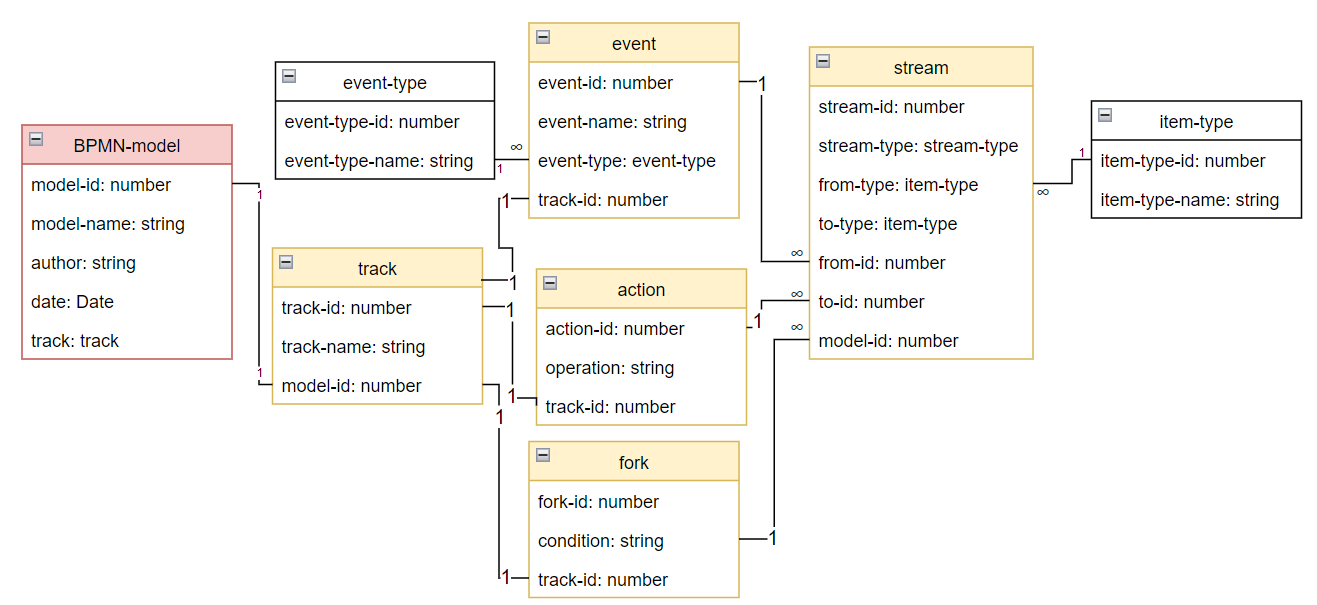 BPMN-model
model-id: number
model-name: string
author: string
date: Date
track: track
1
1
event-type
event-type-id: number
event-type-name: string
∞
1
track
track-id: number
track-name: string
model-id: number
1
1
1
1
1
1
event
event-id: number
event-name: string
event-type: event-type
track-id: number
1
action
action-id: number
operation: string
track-id: number
1
fork
fork-id: number
condition: string
track-id: number
1
stream
stream-id: number
stream-type: stream-type
from-type: item-type
to-type: item-type
from-id: number
to-id: number
model-id: number
∞
∞
∞
∞
1
item-type
item-type-id: number
item-type-name: string